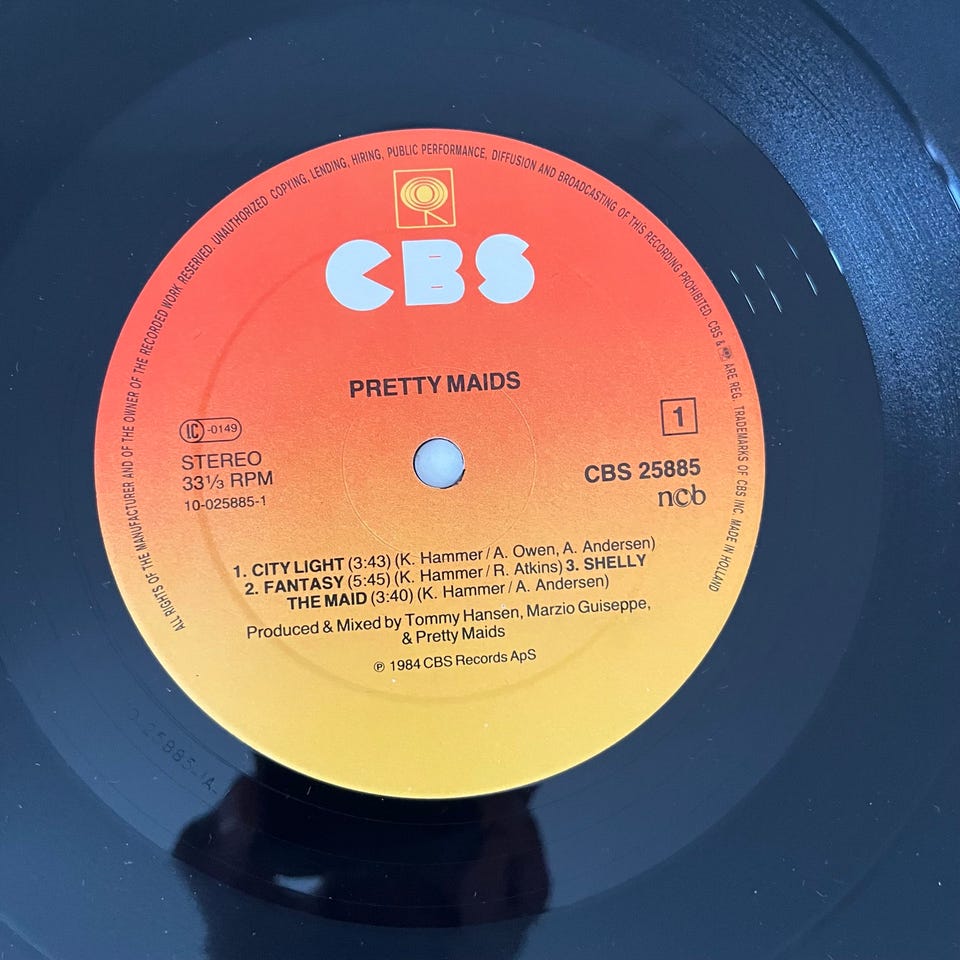 ALL RIGHTS OF THE MANUFACTURER AND OF THE OWNER OF THE RECORDED WORK RESERVED. UNAUTHORIZED COPYING, LENDING, HIRING, PUBLIC PERFORMANCE, DIFFUSION AND BROADCASTING OF THIS RECORDING PROHIBITED. CBS & ARE REG. TRADEMARKS OF CBS INC. MADE IN HOLLAND
CBS
PRETTY MAIDS
LC -0149
1
STEREO
33⅓ RPM
10-025885-1
CBS 25885
ncb
1. CITY LIGHT (3:43) (K. Hammer/A. Owen, A. Andersen)
2. FANTASY (5:45) (K. Hammer/R. Atkins) 3. SHELLY
THE MAID (3:40) (K. Hammer/A. Andersen)
Produced & Mixed by Tommy Hansen, Marzio Guiseppe,
& Pretty Maids
℗ 1984 CBS Records ApS